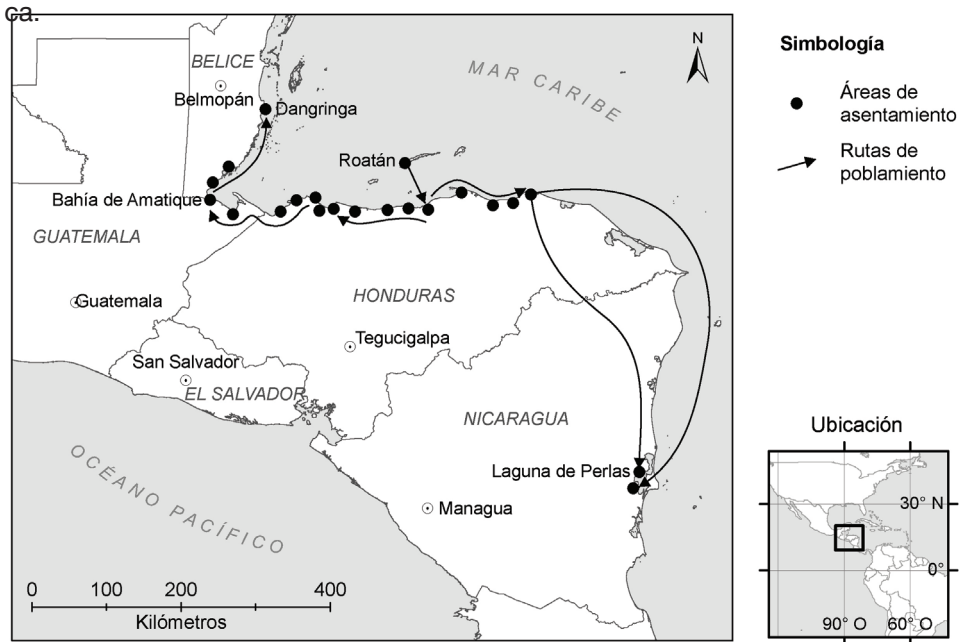 ca.
BELICE
Belmopán
Dangringa
MAR CARIBE
N
Roatán
Bahía de Amatique
GUATEMALA
Guatemala
HONDURAS
Tegucigalpa
San Salvador
EL SALVADOR
NICARAGUA
Laguna de Perlas
Managua
OCÉANO PACÍFICO
0 100 200 400
Kilómetros
Simbología
Áreas de
asentamiento
Rutas de
poblamiento
Ubicación
30° N
0°
90° O 60° O